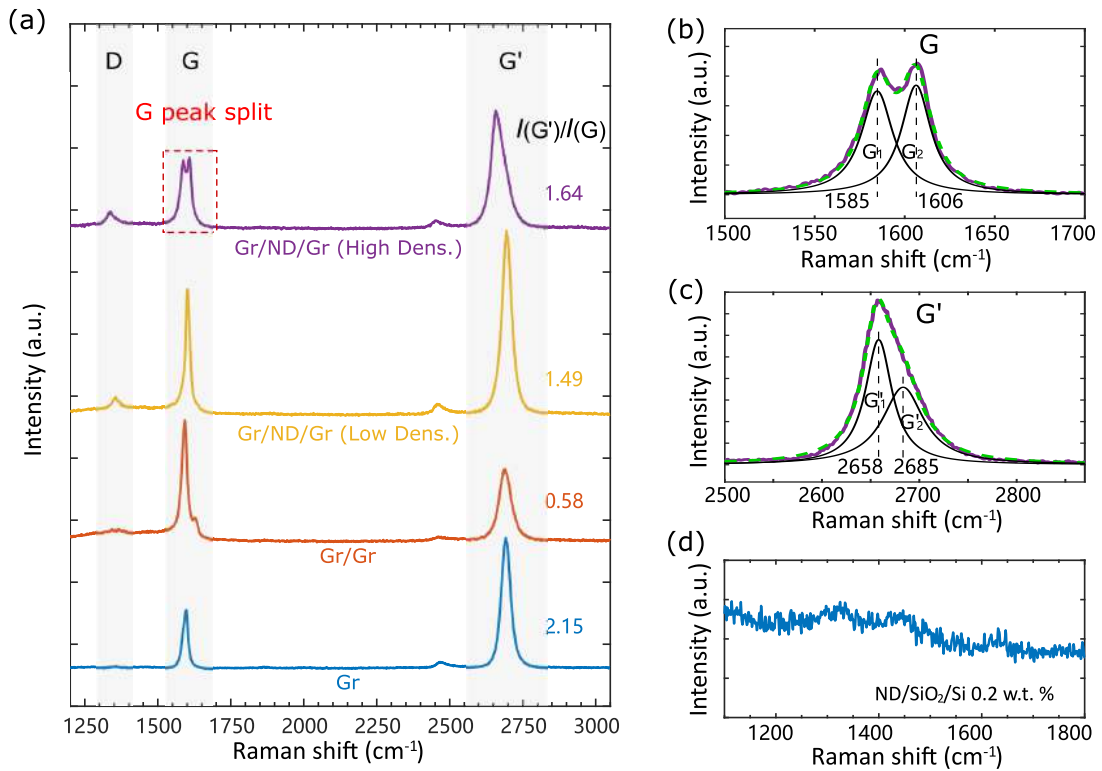 (a)
D
G
G'
G peak split
I(G')/I(G)
1.64
Gr/ND/Gr (High Dens.)
1.49
Gr/ND/Gr (Low Dens.)
0.58
Gr/Gr
2.15
Gr
Intensity (a.u.)
1250 1500 1750 2000 2250 2500 2750 3000
Raman shift (cm-1)
(b)
G
G1
G2
1585
1606
Intensity (a.u.)
1500 1550 1600 1650 1700
Raman shift (cm-1)
(c)
G'
G'1
G'2
2658
2685
Intensity (a.u.)
2500 2600 2700 2800
Raman shift (cm-1)
(d)
ND/SiO2/Si 0.2 w.t. %
Intensity (a.u.)
1200 1400 1600 1800
Raman shift (cm-1)